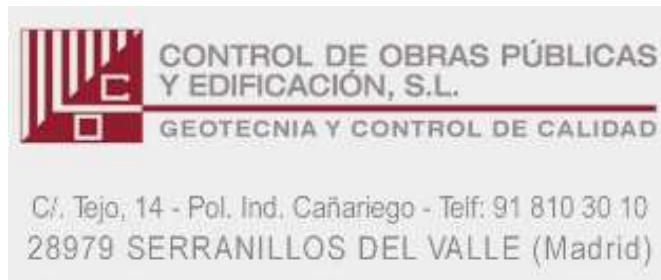 CONTROL DE OBRAS PÚBLICAS
Y EDIFICACIÓN, S.L.
GEOTECNIA Y CONTROL DE CALIDAD
C/. Tejo, 14 - Pol. Ind. Cañariego - Telf: 91 810 30 10
28979 SERRANILLOS DEL VALLE (Madrid)